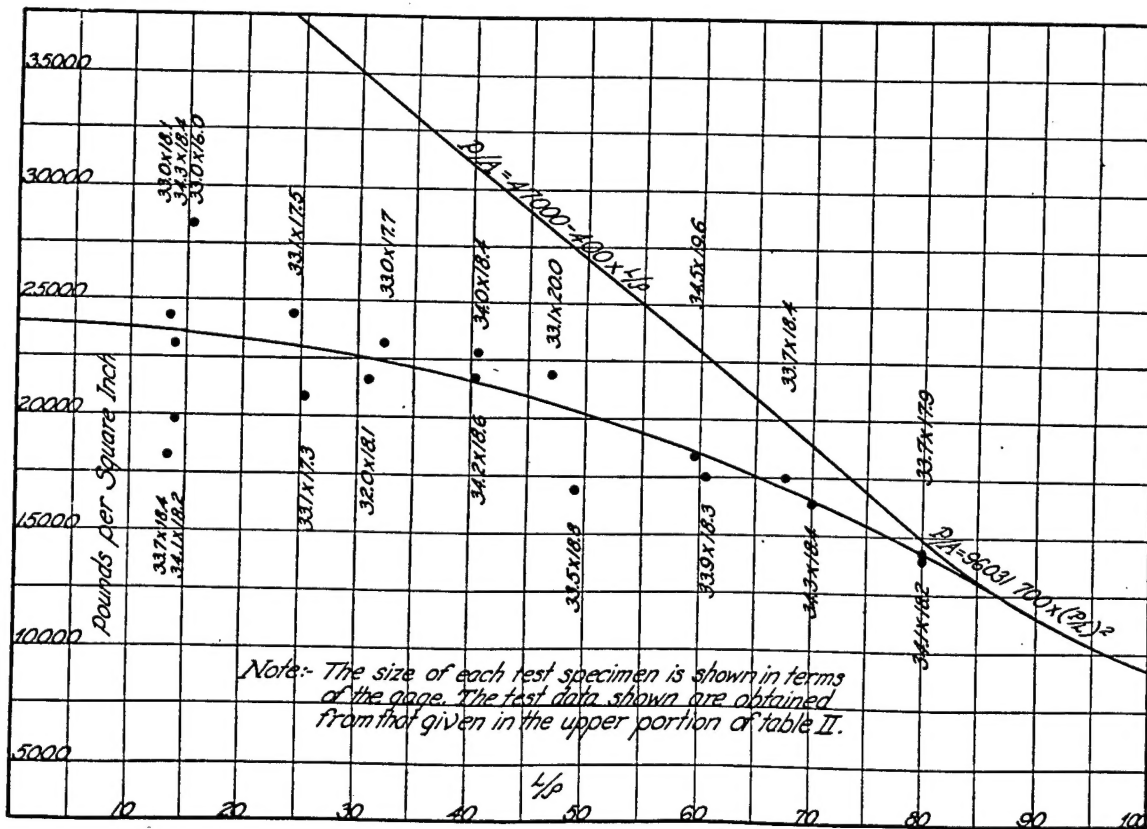 35000
30000
25000
20000
15000
10000
5000
Pounds per Square Inch
33.0x18.1
34.3x18.4
33.0x16.0
33.1x17.5
33.0x17.7
34.0x18.4
33.1x20.0
34.5x19.6
33.7x18.4
33.7x17.9
P/A=47000-400x L/ρ
P/A=96031700x(ρ/L)²
33.7x18.4
34.1x18.2
33.1x17.3
32.0x18.1
34.2x18.6
33.5x18.8
33.9x18.3
34.3x18.4
34.1x18.2
Note:- The size of each test specimen is shown in terms
of the gage. The test data shown are obtained
from that given in the upper portion of table II.
L/ρ
10 20 30 40 50 60 70 80 90 100